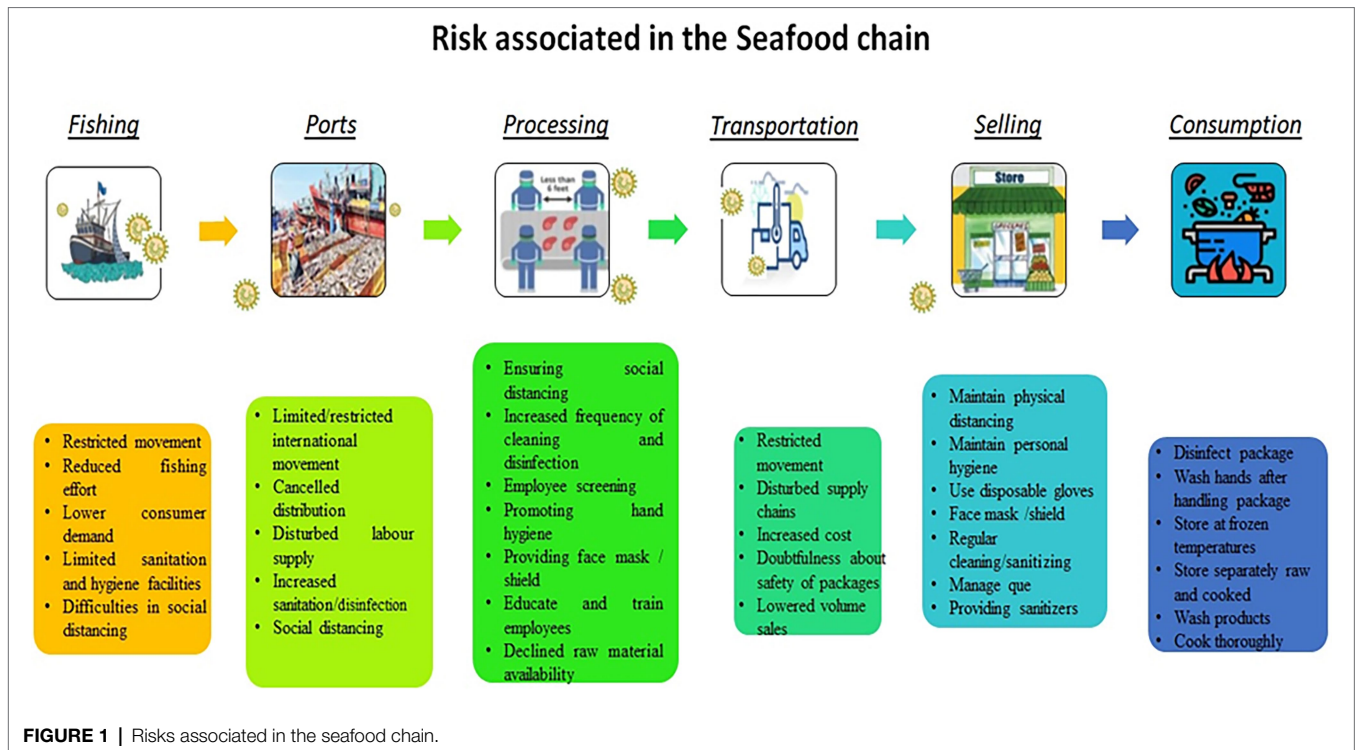 Risk associated in the Seafood chain
Fishing
Ports
Processing
Transportation
Selling
Consumption
Less than
6 feet
Store
• Restricted movement
• Reduced fishing
effort
• Lower consumer
demand
• Limited sanitation
and hygiene facilities
• Difficulties in social
distancing
• Limited/restricted
international
movement
• Cancelled
distribution
• Disturbed labour
supply
• Increased
sanitation/disinfection
• Social distancing
• Ensuring social
distancing
• Increased frequency of
cleaning and
disinfection
• Employee screening
• Promoting hand
hygiene
• Providing face mask /
shield
• Educate and train
employees
• Declined raw material
availability
• Restricted
movement
• Disturbed supply
chains
• Increased cost
• Doubtfulness about
safety of packages
• Lowered volume
sales
• Maintain physical
distancing
• Maintain personal
hygiene
• Use disposable gloves
• Face mask /shield
• Regular
cleaning/sanitizing
• Manage que
• Providing sanitizers
• Disinfect package
• Wash hands after
handling package
• Store at frozen
temperatures
• Store separately raw
and cooked
• Wash products
• Cook thoroughly
FIGURE 1 | Risks associated in the seafood chain.